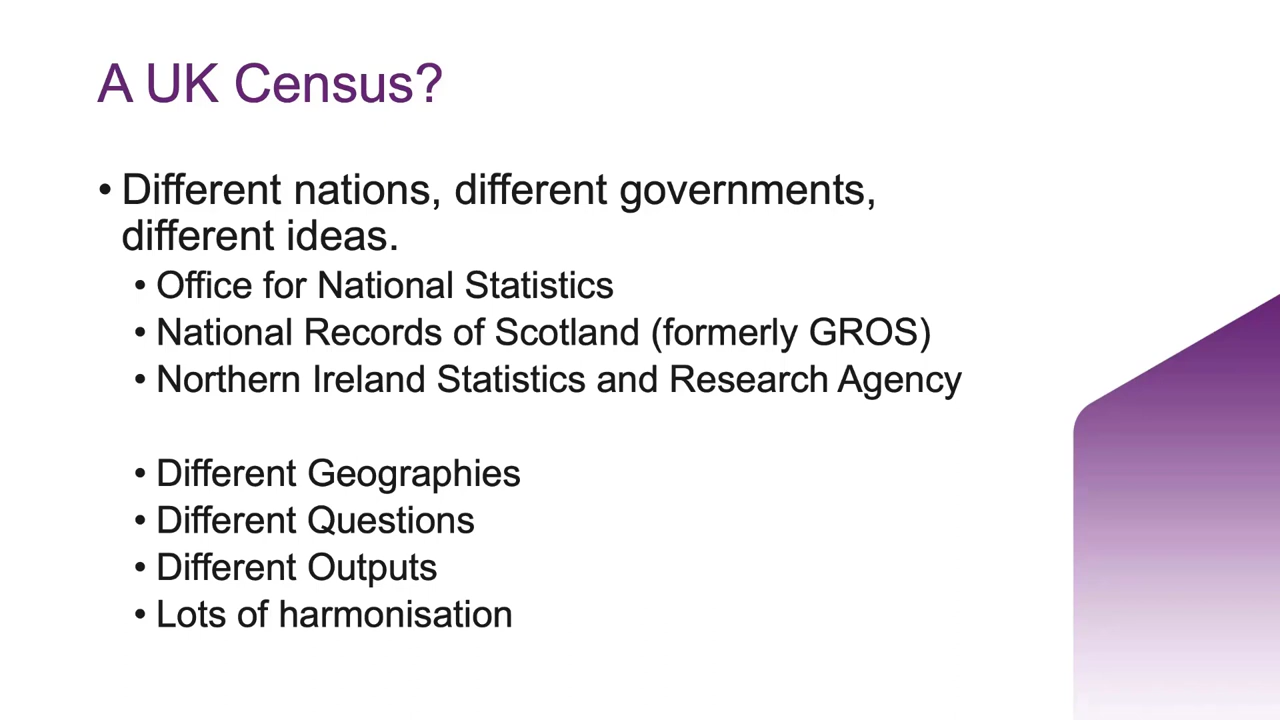 A UK Census?
• Different nations, different governments,
different ideas.
• Office for National Statistics
• National Records of Scotland (formerly GROS)
• Northern Ireland Statistics and Research Agency
• Different Geographies
• Different Questions
• Different Outputs
• Lots of harmonisation